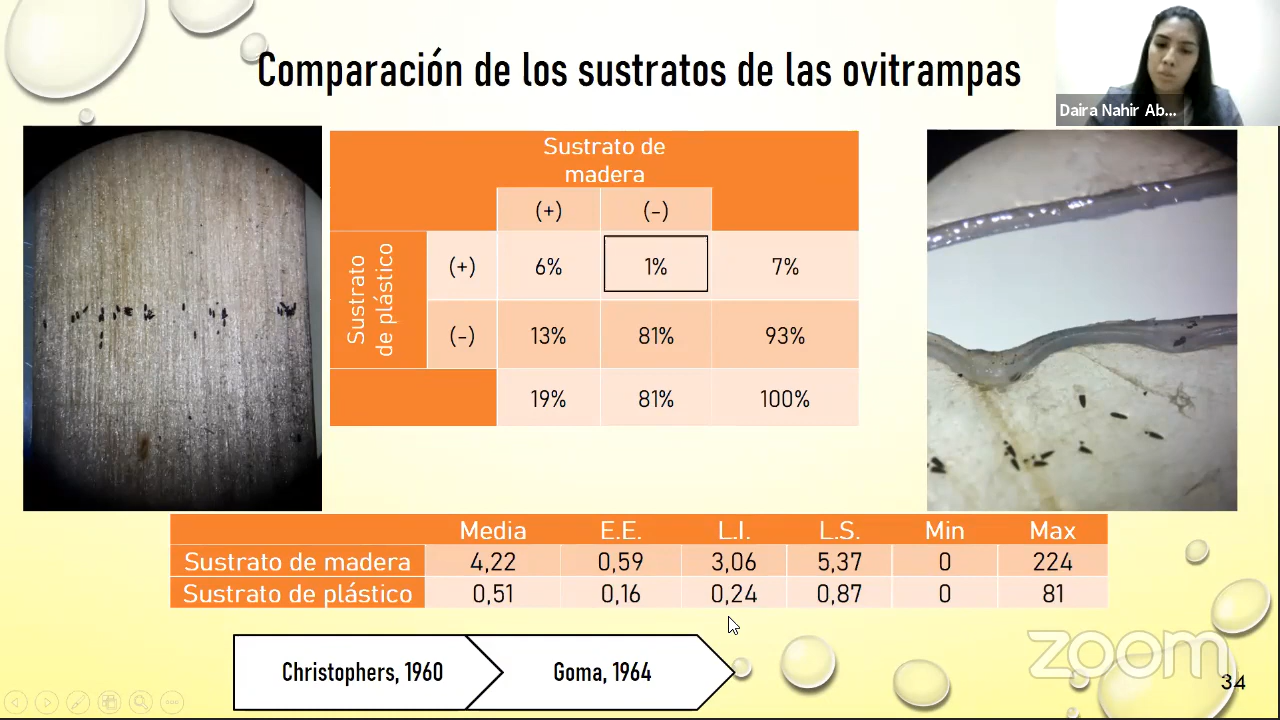 Comparación de los sustratos de las ovitrampas
Daira Nahir Ab...
Sustrato de
madera
(+) (-)
Sustrato
de plástico
(+) 6% 1% 7%
(-) 13% 81% 93%
19% 81% 100%
Media E.E. L.I. L.S. Min Max
Sustrato de madera 4,22 0,59 3,06 5,37 0 224
Sustrato de plástico 0,51 0,16 0,24 0,87 0 81
Christophers, 1960 Goma, 1964
zoom
34